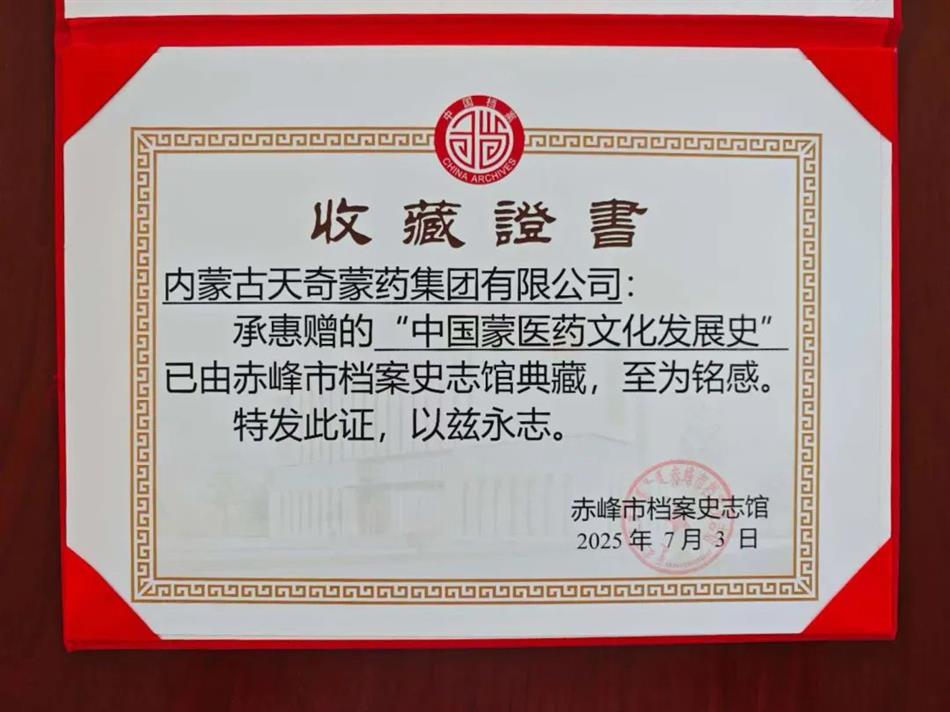 中国档案
CHINA ARCHIVES
收藏證書
内蒙古天奇蒙药集团有限公司：
承惠赠的“中国蒙医药文化发展史”
已由赤峰市档案史志馆典藏，至为铭感。
特发此证，以兹永志。
赤峰市档案史志馆
2025 年 7 月 3 日